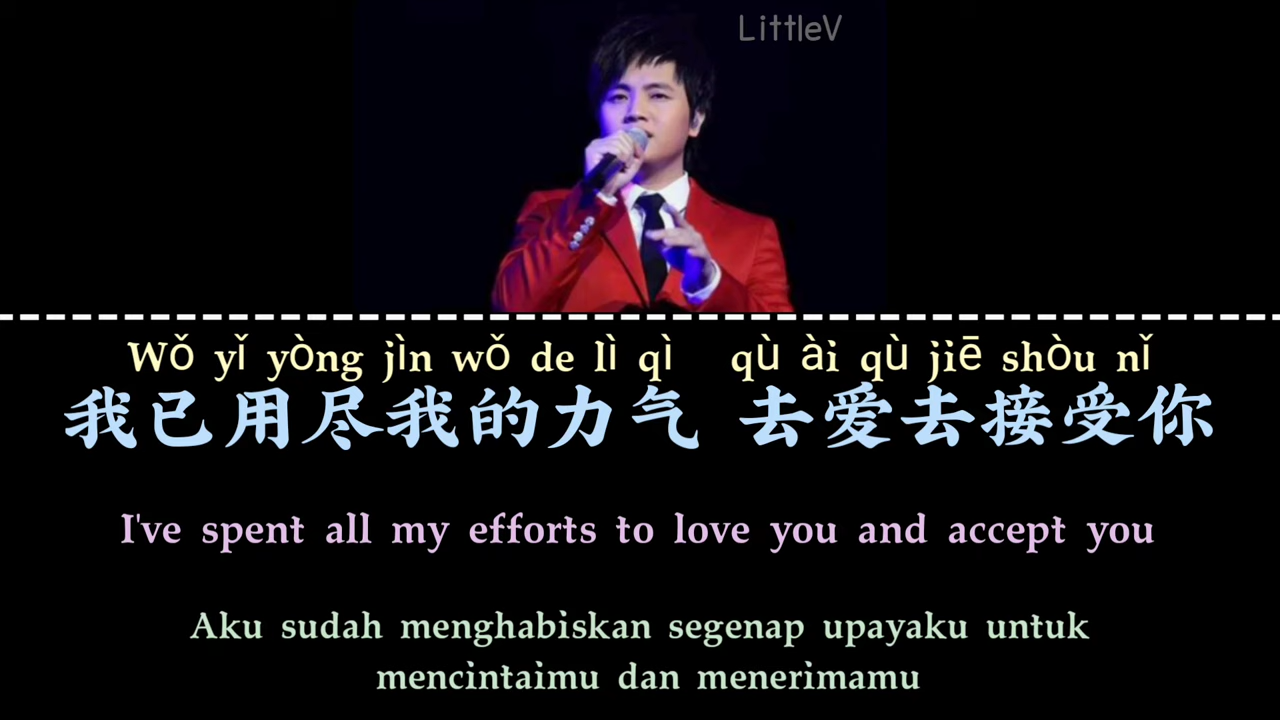 LittleV
Wǒ yǐ yòng jìn wǒ de lì qì qù ài qù jiē shòu nǐ
我已用尽我的力气 去爱去接受你
I've spent all my efforts to love you and accept you
Aku sudah menghabiskan segenap upayaku untuk
mencintaimu dan menerimamu